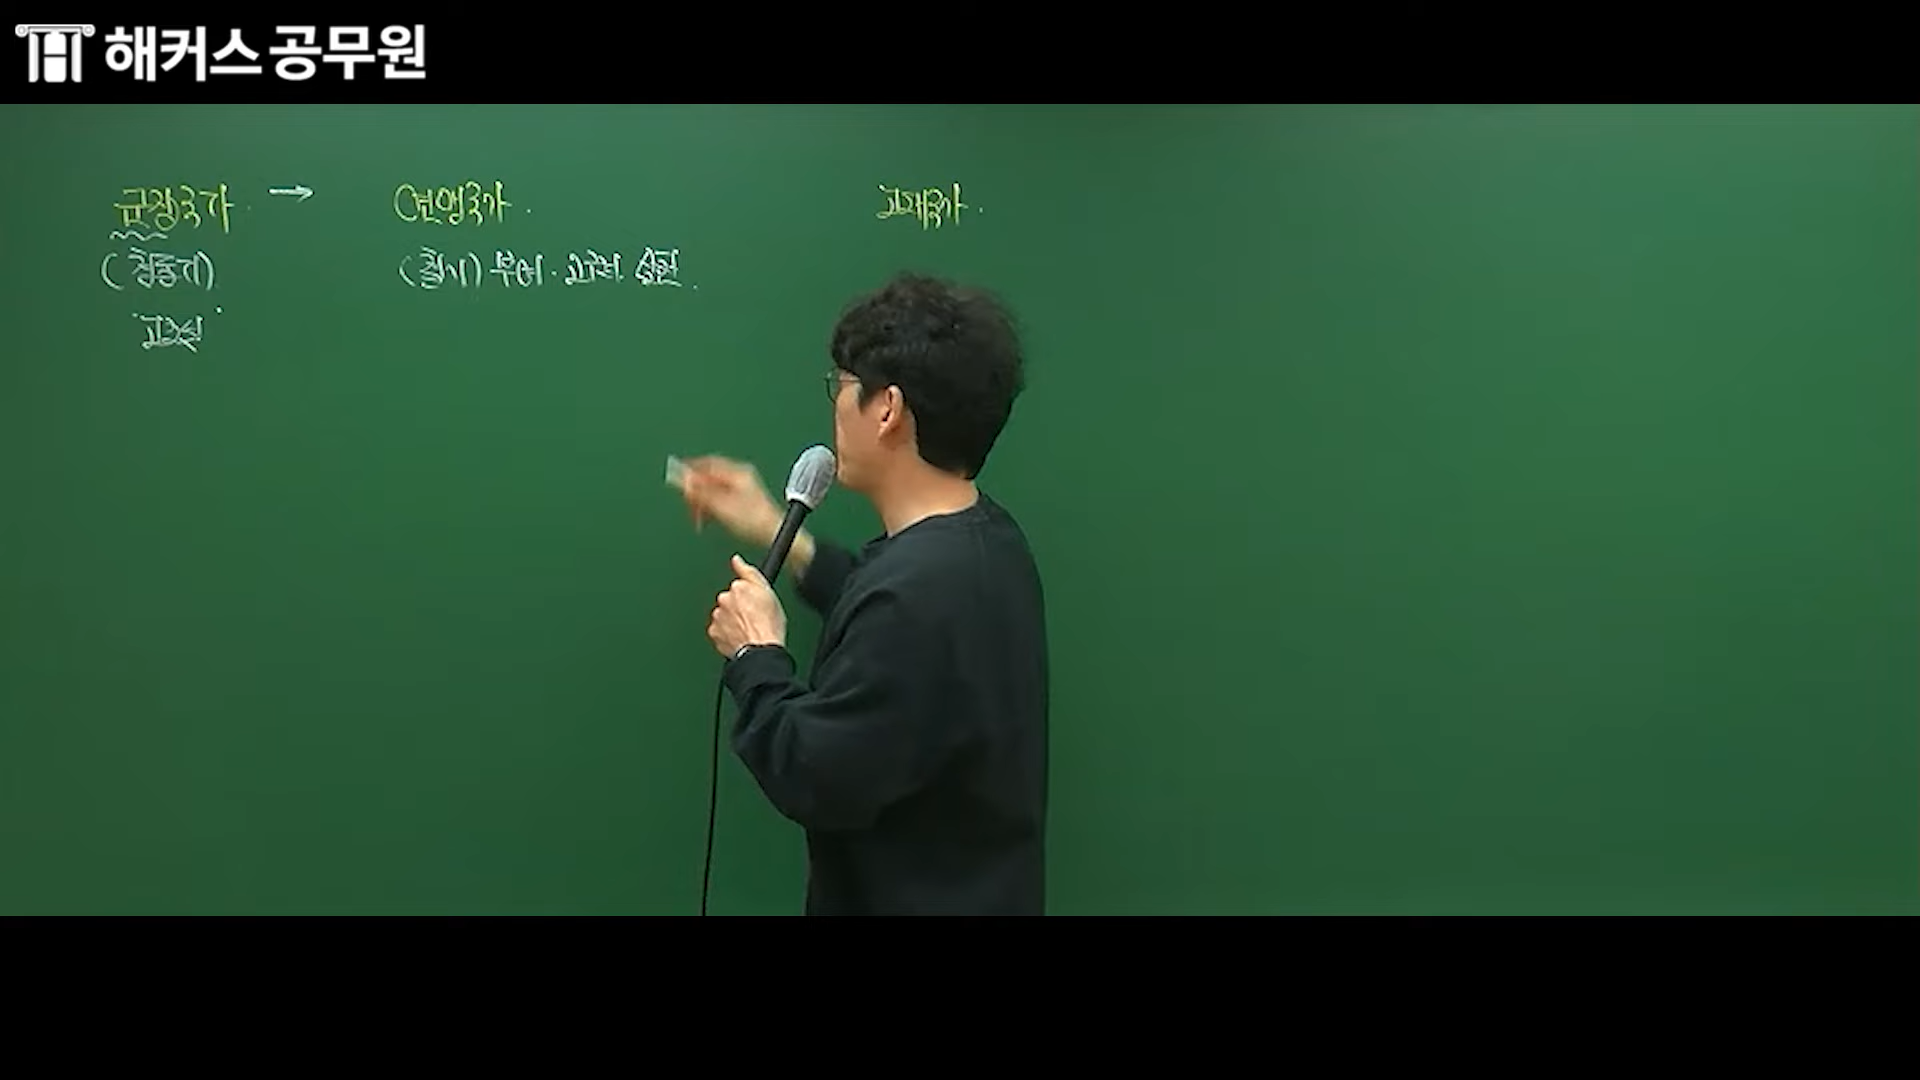 해커스공무원
군장국가 →
연맹국가.
고대국가.
(청동기)
(철기) 부여. 고구려. 삼한.
고조선